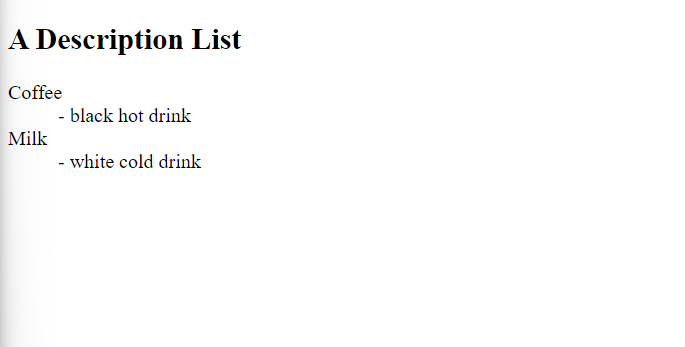 A Description List
Coffee
- black hot drink
Milk
- white cold drink